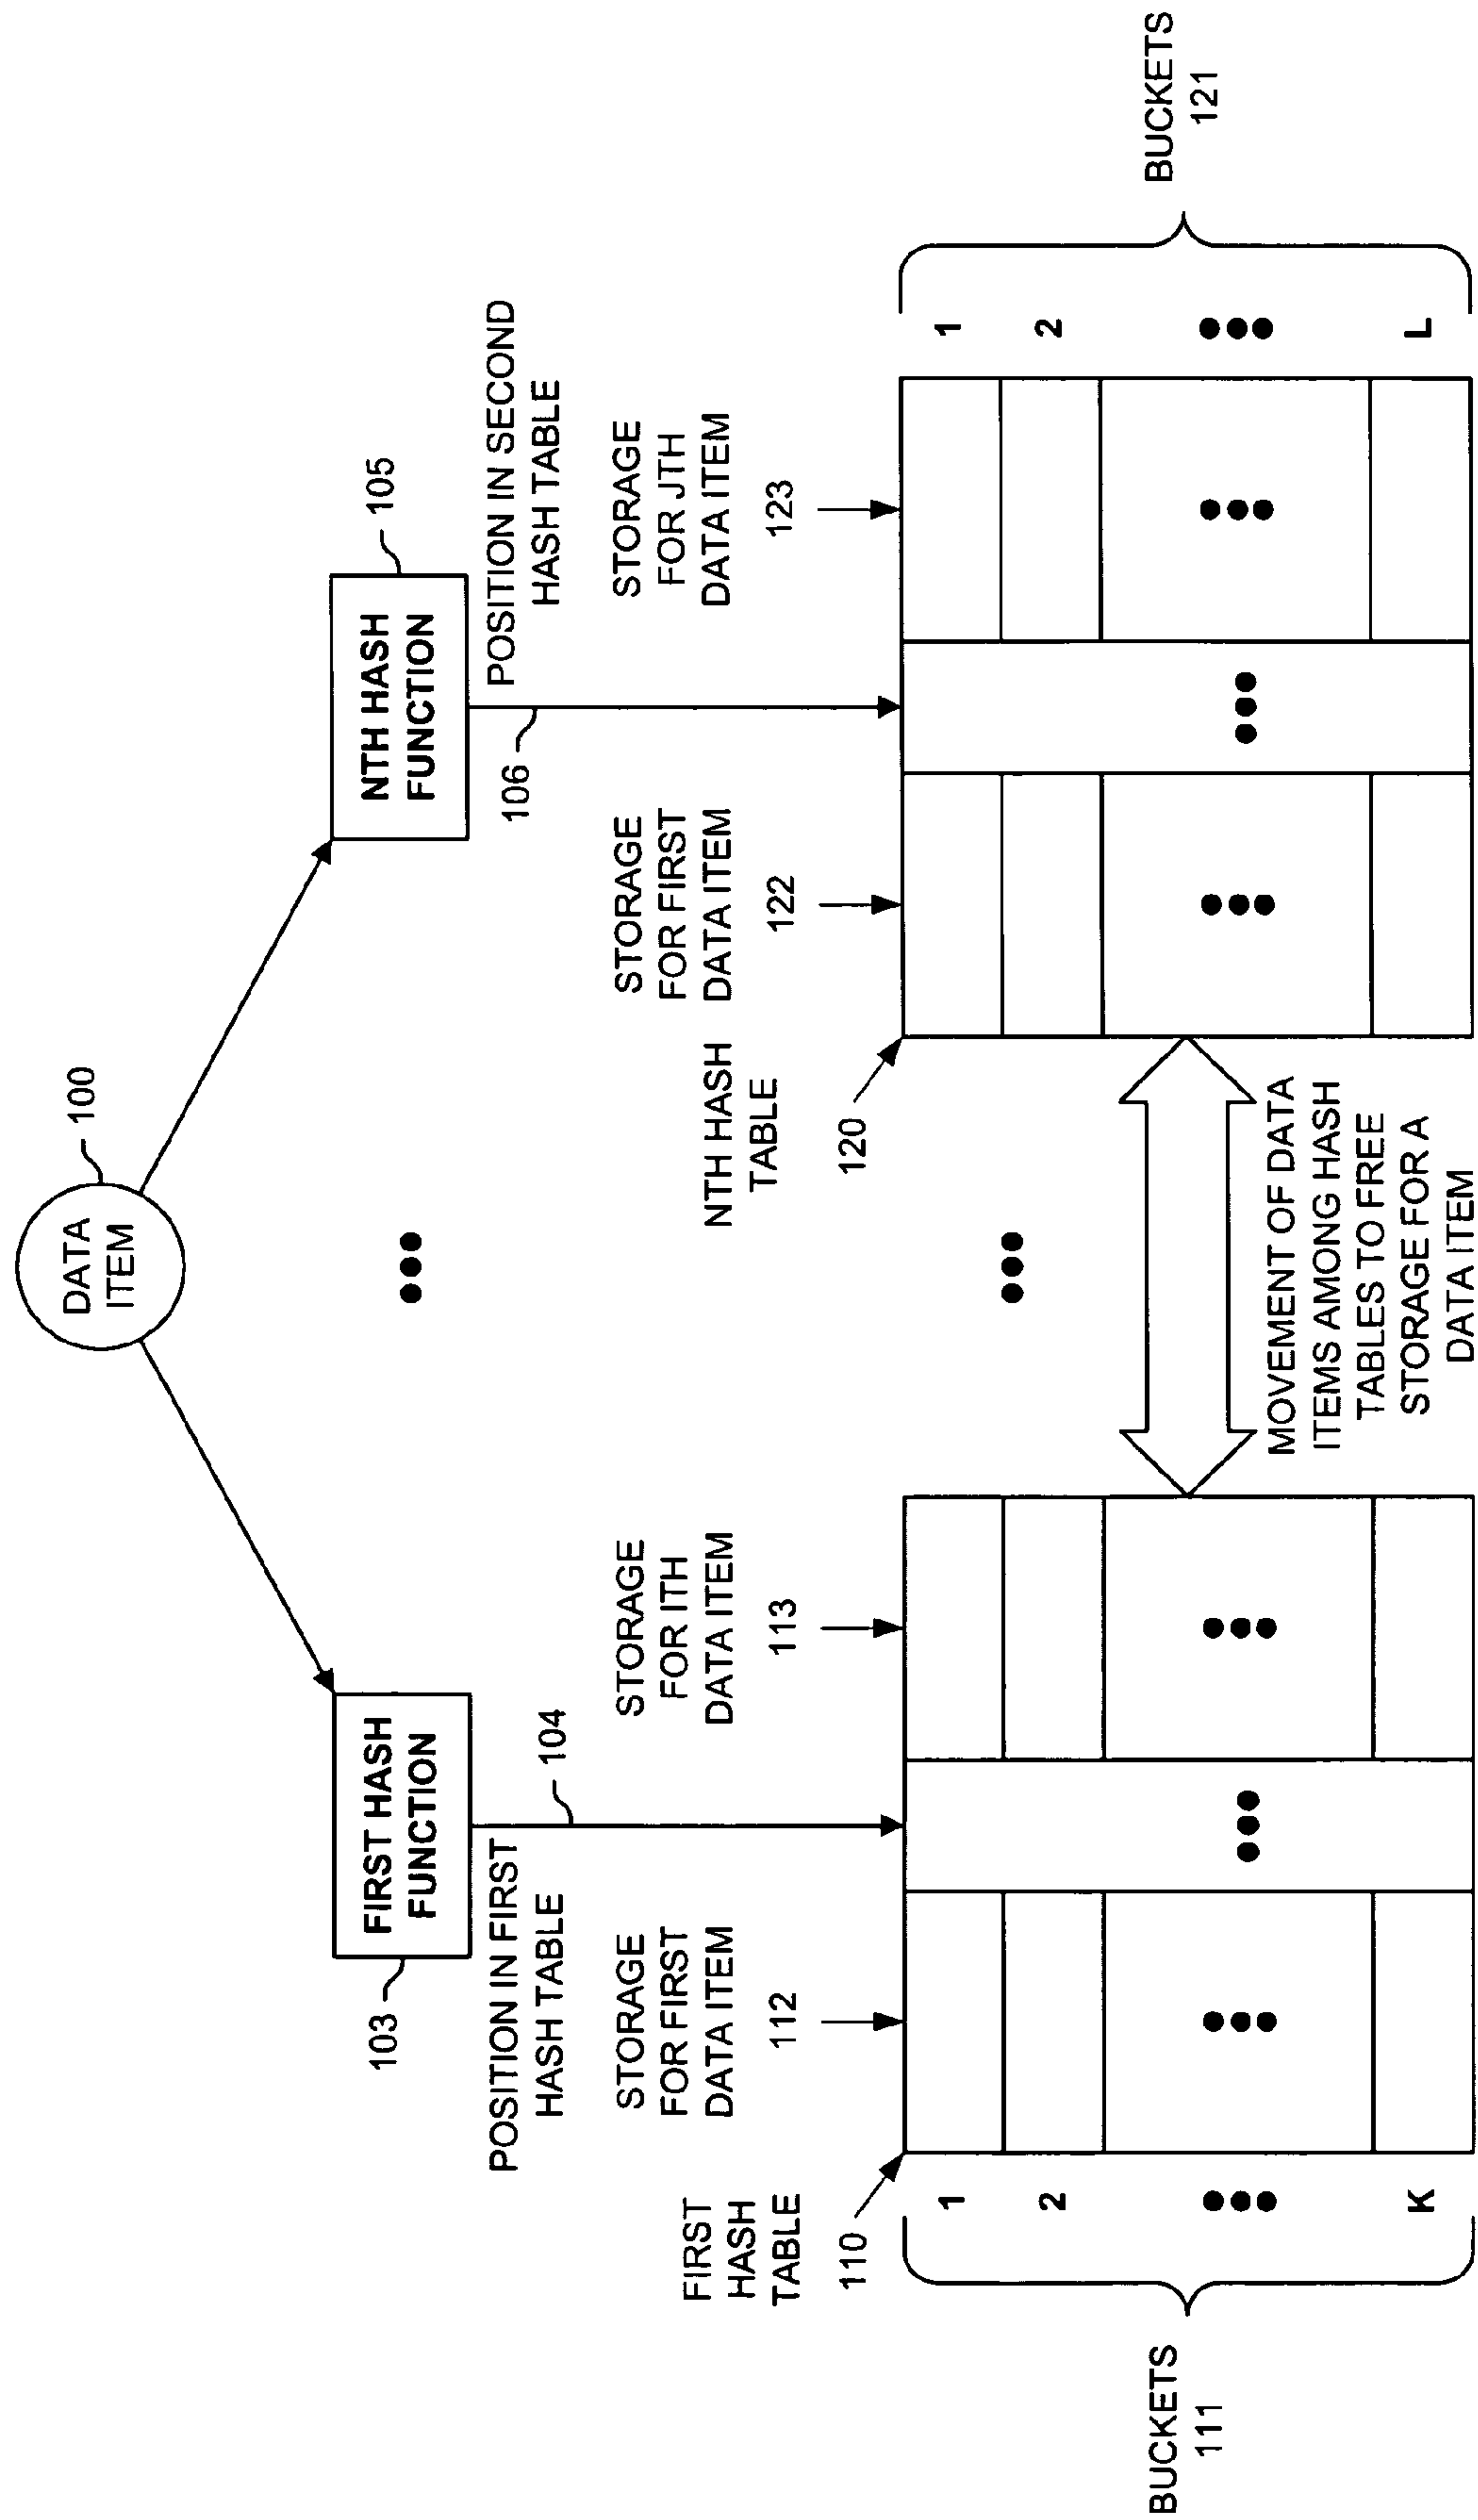 DATA
ITEM
100
FIRST HASH
FUNCTION
103
NTH HASH
FUNCTION
105
POSITION IN FIRST
HASH TABLE
104
106
POSITION IN SECOND
HASH TABLE
STORAGE
FOR FIRST
DATA ITEM
112
STORAGE
FOR ITH
DATA ITEM
113
STORAGE
FOR FIRST
DATA ITEM
122
STORAGE
FOR JTH
DATA ITEM
123
FIRST
HASH
TABLE
110
NTH HASH
TABLE
120
BUCKETS
111
1
2
K
MOVEMENT OF DATA
ITEMS AMONG HASH
TABLES TO FREE
STORAGE FOR A
DATA ITEM
1
2
L
BUCKETS
121